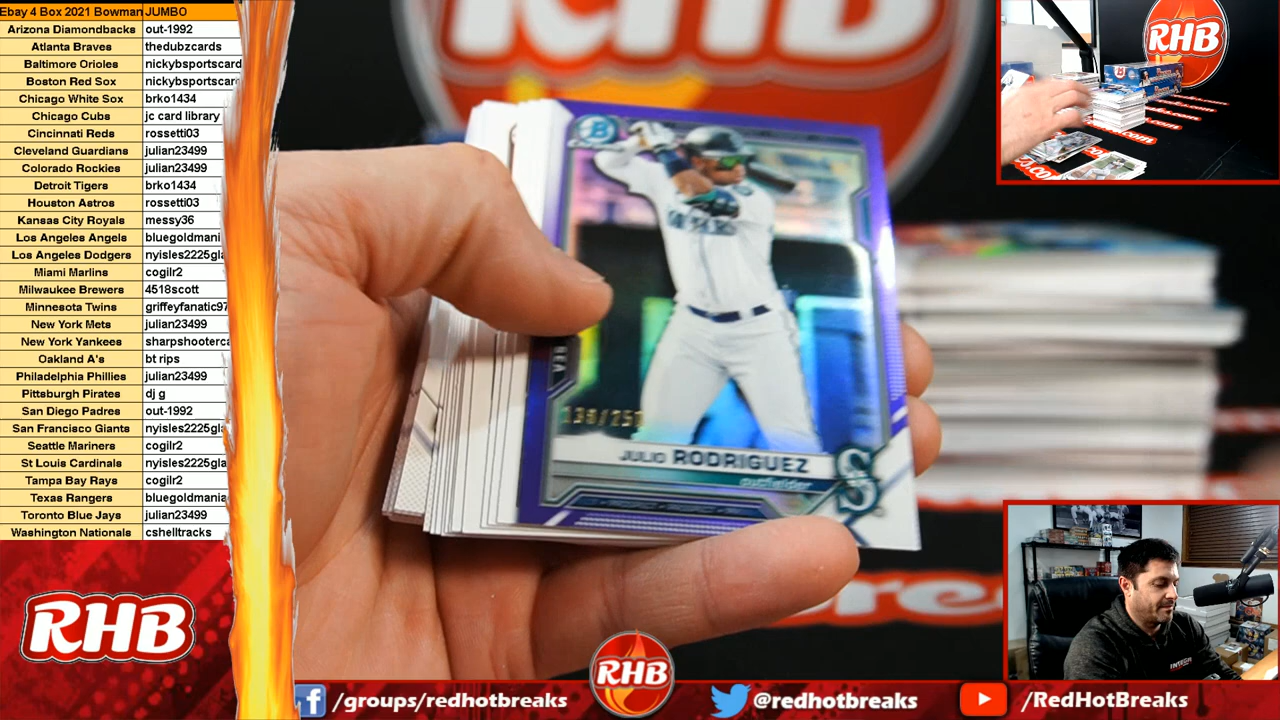 Ebay 4 Box 2021 Bowman JUMBO
Arizona Diamondbacks out-1992
Atlanta Braves thedubzcards
Baltimore Orioles nickybsportscard
Boston Red Sox nickybsportscard
Chicago White Sox brko1434
Chicago Cubs jc card library
Cincinnati Reds rossetti03
Cleveland Guardians julian23499
Colorado Rockies julian23499
Detroit Tigers brko1434
Houston Astros rossetti03
Kansas City Royals messy36
Los Angeles Angels bluegoldmani
Los Angeles Dodgers nyisles2225gla
Miami Marlins cogilr2
Milwaukee Brewers 4518scott
Minnesota Twins griffeyfanatic97
New York Mets julian23499
New York Yankees sharpshooterca
Oakland A's bt rips
Philadelphia Phillies julian23499
Pittsburgh Pirates dj g
San Diego Padres out-1992
San Francisco Giants nyisles2225gla
Seattle Mariners cogilr2
St Louis Cardinals nyisles2225gla
Tampa Bay Rays cogilr2
Texas Rangers bluegoldmania
Toronto Blue Jays julian23499
Washington Nationals cshelltracks
RHB
RHB
RHB
B
JULIO RODRIGUEZ
outfielder
S
RHB
/groups/redhotbreaks
@redhotbreaks
/RedHotBreaks